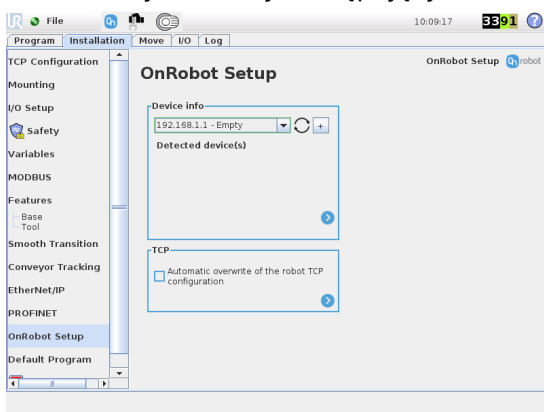 File
10:09:17
3391
?
Program
Installation
Move
I/O
Log
TCP Configuration
Mounting
I/O Setup
Safety
Variables
MODBUS
Features
Base
Tool
Smooth Transition
Conveyor Tracking
EtherNet/IP
PROFINET
OnRobot Setup
Default Program
OnRobot Setup
OnRobot Setup
robot
Device info
192.168.1.1 - Empty
+
Detected device(s)
TCP
Automatic overwrite of the robot TCP
configuration